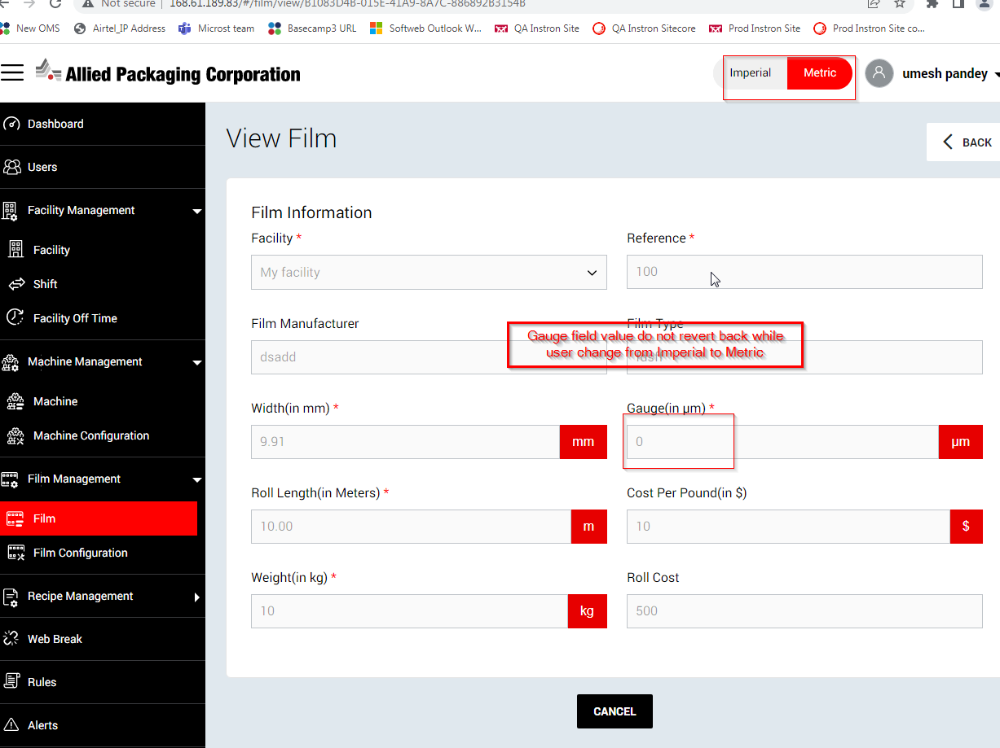 Not secure | 168.61.189.83/#/film/view/B1083D4B-015E-41A9-8A7C-886892B3154B
New OMS Airtel_IP Address Microst team Basecamp3 URL Softweb Outlook W... QA Instron Site QA Instron Sitecore Prod Instron Site Prod Instron Site co...
Allied Packaging Corporation
Imperial Metric
umesh pandey
Dashboard
Users
Facility Management
Facility
Shift
Facility Off Time
Machine Management
Machine
Machine Configuration
Film Management
Film
Film Configuration
Recipe Management
Web Break
Rules
Alerts
View Film
BACK
Film Information
Facility * Reference *
My facility 100
Film Manufacturer Film Type
Gauge field value do not revert back while
user change from Imperial to Metric
dsadd
Width(in mm) * Gauge(in µm) *
9.91 mm 0 µm
Roll Length(in Meters) * Cost Per Pound(in $)
10.00 m 10 $
Weight(in kg) * Roll Cost
10 kg 500
CANCEL